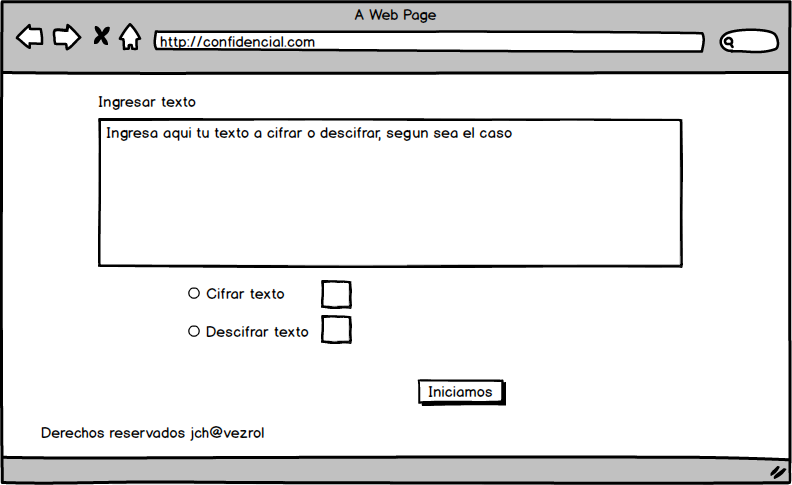 A Web Page
http://confidencial.com
Ingresar texto
Ingresa aqui tu texto a cifrar o descifrar, segun sea el caso
Cifrar texto
Descifrar texto
Iniciamos
Derechos reservados jch@vezrol